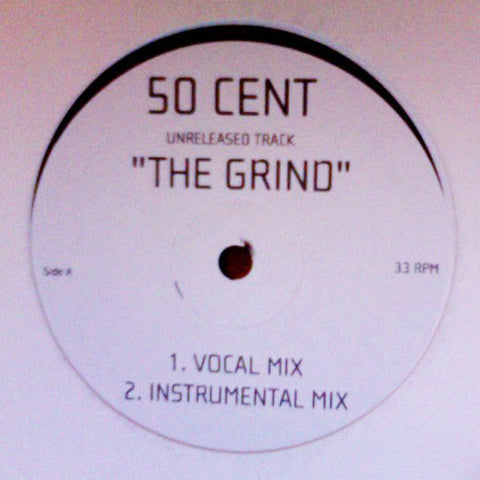 50 CENT
UNRELEASED TRACK
"THE GRIND"
Side A
33 RPM
1. VOCAL MIX
2. INSTRUMENTAL MIX